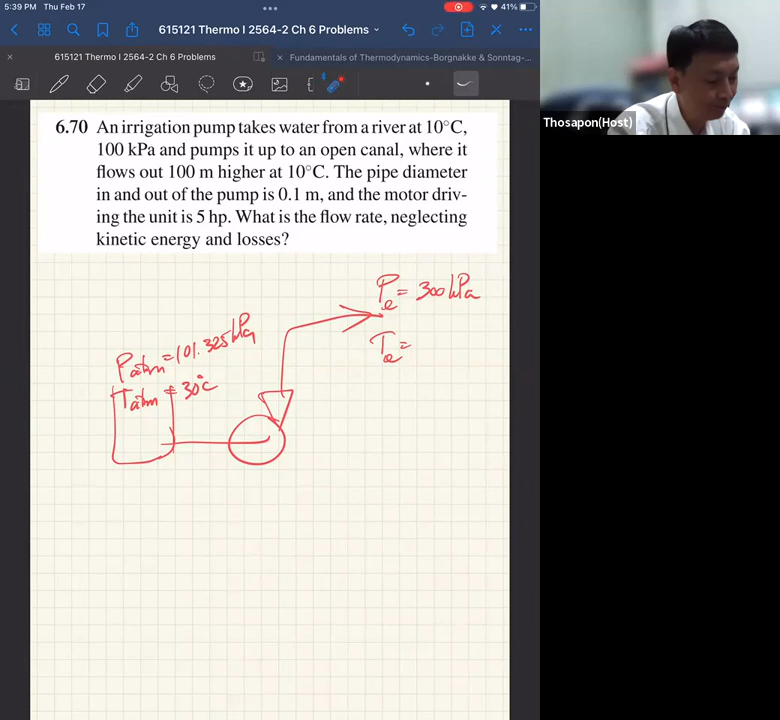 5:39 PM Thu Feb 17
41%
615121 Thermo I 2564-2 Ch 6 Problems
615121 Thermo I 2564-2 Ch 6 Problems
Fundamentals of Thermodynamics-Borgnakke & Sonntag-...
Thosapon(Host)
6.70 An irrigation pump takes water from a river at 10°C,
100 kPa and pumps it up to an open canal, where it
flows out 100 m higher at 10°C. The pipe diameter
in and out of the pump is 0.1 m, and the motor driv-
ing the unit is 5 hp. What is the flow rate, neglecting
kinetic energy and losses?
Pe = 300 kPa
Te =
Patm = 101.325 kPa
Tatm = 30°C